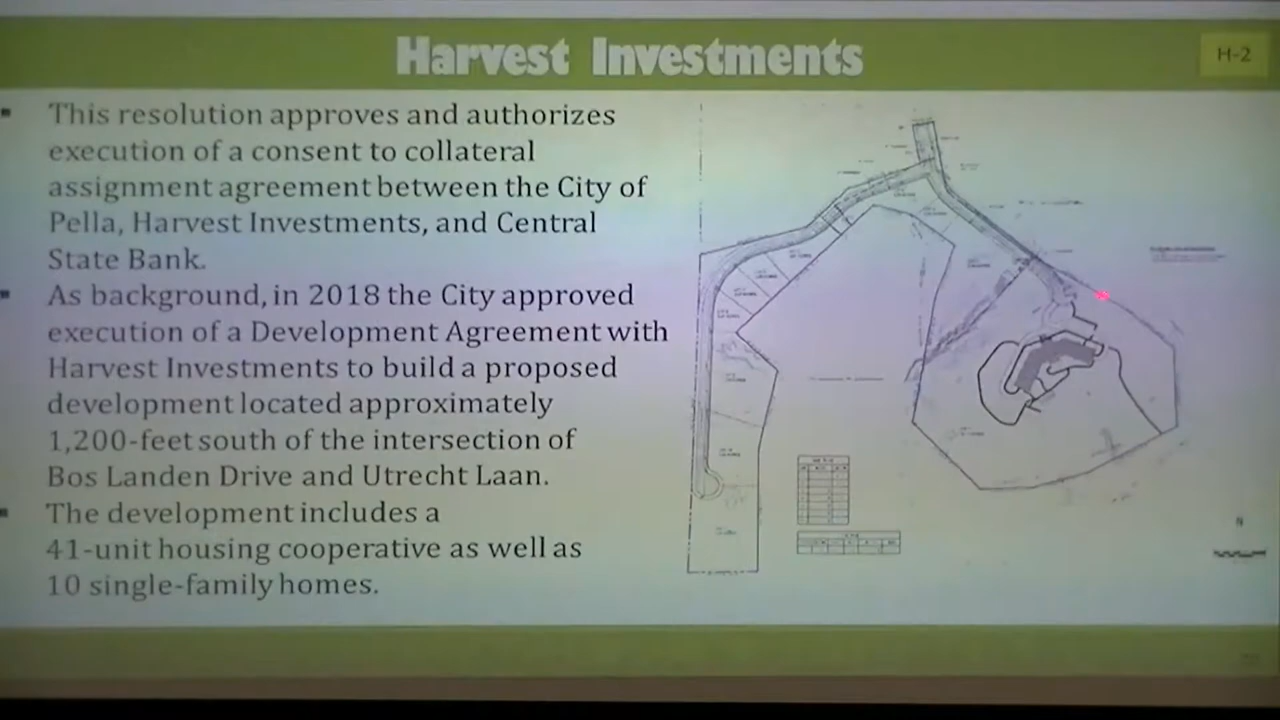 Harvest Investments
H-2
This resolution approves and authorizes
execution of a consent to collateral
assignment agreement between the City of
Pella, Harvest Investments, and Central
State Bank.
As background, in 2018 the City approved
execution of a Development Agreement with
Harvest Investments to build a proposed
development located approximately
1,200-feet south of the intersection of
Bos Landen Drive and Utrecht Laan.
The development includes a
41-unit housing cooperative as well as
10 single-family homes.
N